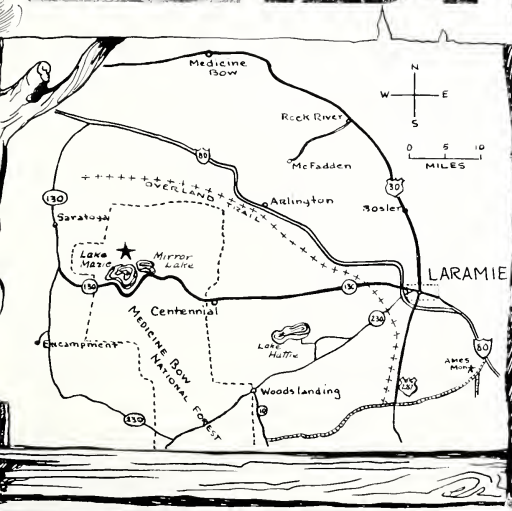 Medicine
Bow
N
W
E
S
Rock River
McFadden
0 5 10
MILES
80
30
OVERLAND TRAIL
Arlington
Bosler
130
Saratoga
Lake
Marie
Mirror
Lake
LARAMIE
130
130
Centennial
230
Lake
Hattie
MEDICINE BOW
NATIONAL FOREST
Encampment
80
Ames
Mon.
Woodslanding
10
230